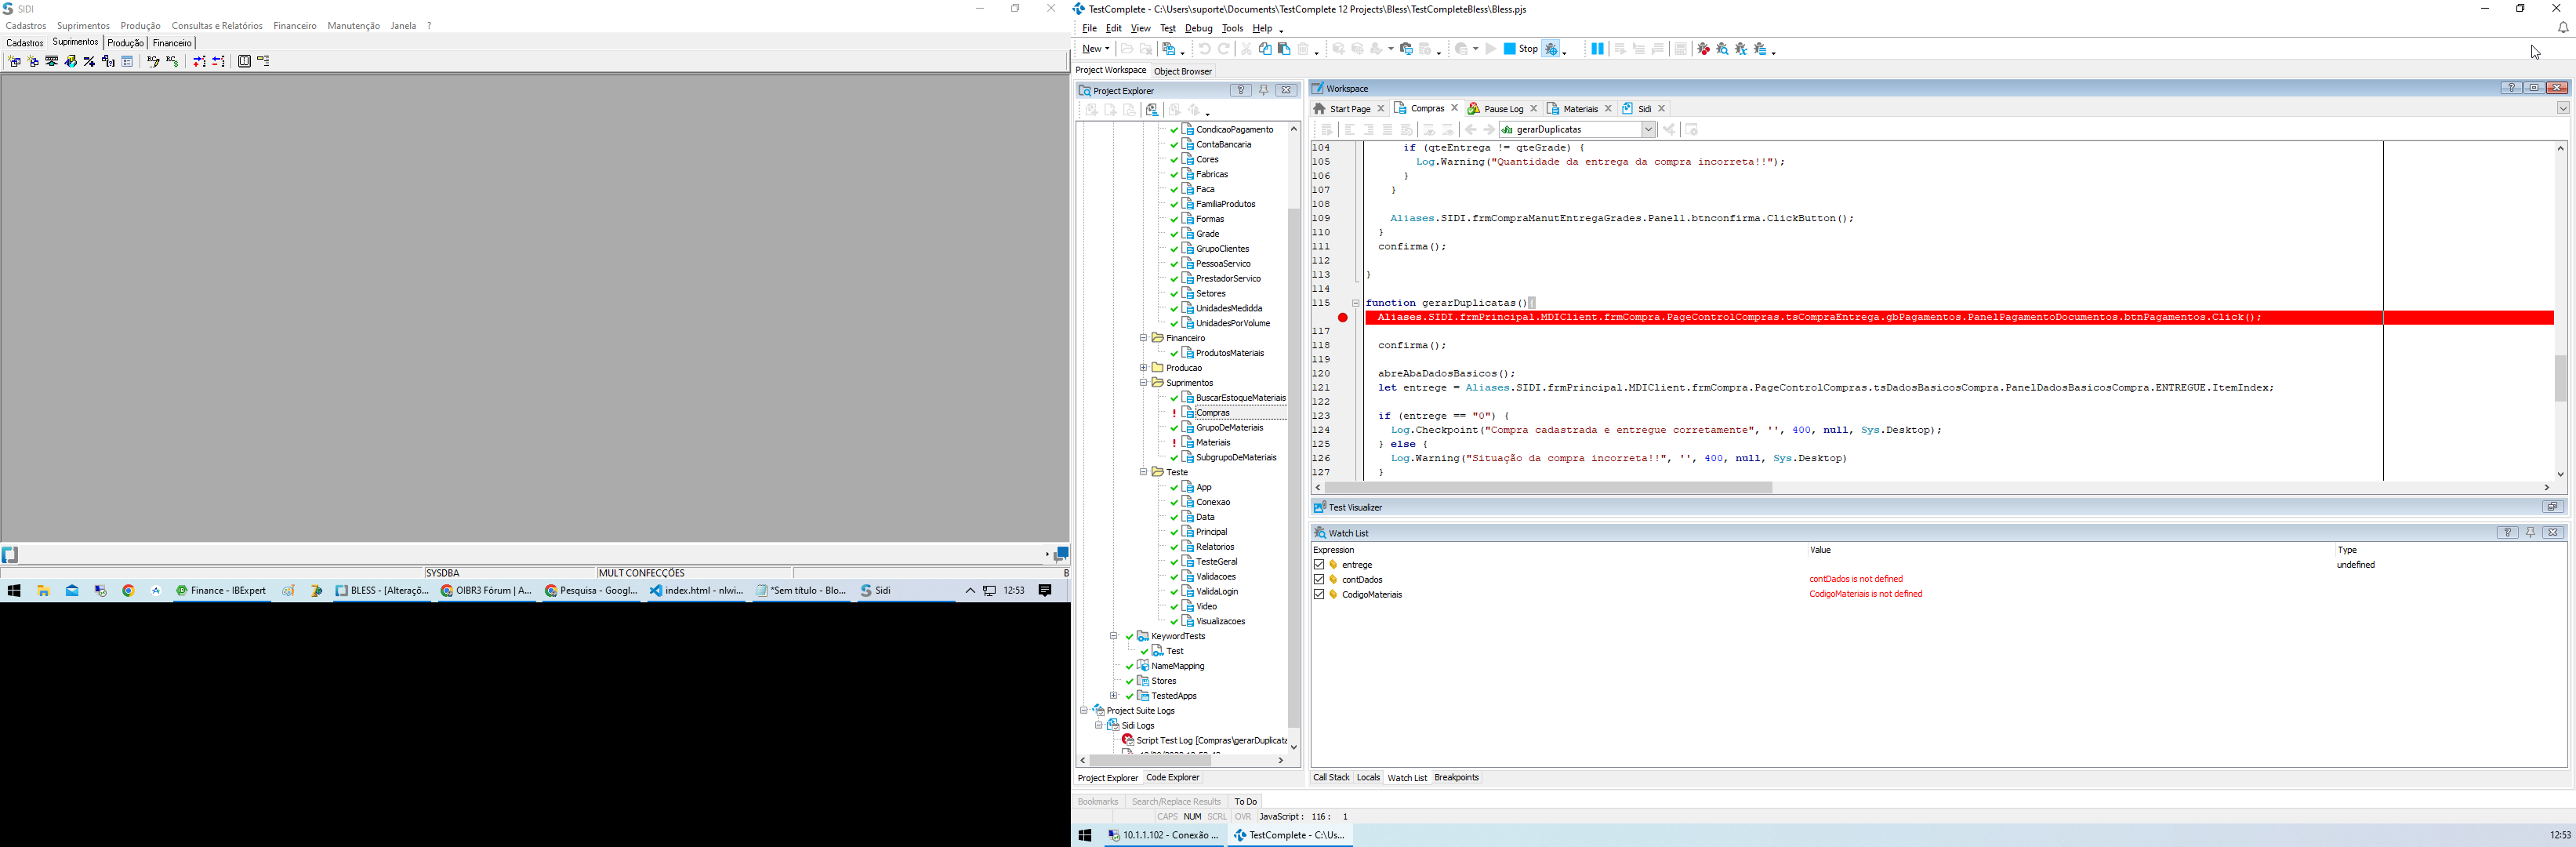 SIDI
Cadastros Suprimentos Produção Consultas e Relatórios Financeiro Manutenção Janela ?
Cadastros Suprimentos Produção Financeiro
SYSDBA MULT CONFECÇÕES B
Finance - IBExpert BLESS - [Alteraçõ... OIBR3 Fórum | A... Pesquisa - Googl... index.html - nlwi... *Sem título - Blo... Sidi 12:53
TestComplete - C:\Users\suporte\Documents\TestComplete 12 Projects\Bless\TestCompleteBless\Bless.pjs
File Edit View Test Debug Tools Help
New Stop
Project Workspace Object Browser
Project Explorer
CondicaoPagamento
ContaBancaria
Cores
Fabricas
Faca
FamiliaProdutos
Formas
Grade
GrupoClientes
PessoaServico
PrestadorServico
Setores
UnidadesMedidda
UnidadesPorVolume
Financeiro
ProdutosMateriais
Producao
Suprimentos
BuscarEstoqueMateriais
Compras
GrupoDeMateriais
Materiais
SubgrupoDeMateriais
Teste
App
Conexao
Data
Principal
Relatorios
TesteGeral
Validacoes
ValidaLogin
Video
Visualizacoes
KeywordTests
Test
NameMapping
Stores
TestedApps
Project Suite Logs
Sidi Logs
Script Test Log [Compras\gerarDuplicata
Project Explorer Code Explorer
Workspace
Start Page Compras Pause Log Materiais Sidi
gerarDuplicatas
104 if (qteEntrega != qteGrade) {
105 Log.Warning("Quantidade da entrega da compra incorreta!!");
106 }
107 }
108
109 Aliases.SIDI.frmCompraManutEntregaGrades.Panel1.btnconfirma.ClickButton();
110 }
111 confirma();
112
113 }
114
115 function gerarDuplicatas(){
Aliases.SIDI.frmPrincipal.MDIClient.frmCompra.PageControlCompras.tsCompraEntrega.gbPagamentos.PanelPagamentoDocumentos.btnPagamentos.Click();
117
118 confirma();
119
120 abreAbaDadosBasicos();
121 let entrege = Aliases.SIDI.frmPrincipal.MDIClient.frmCompra.PageControlCompras.tsDadosBasicosCompra.PanelDadosBasicosCompra.ENTREGUE.ItemIndex;
122
123 if (entrege == "0") {
124 Log.Checkpoint("Compra cadastrada e entregue corretamente", '', 400, null, Sys.Desktop);
125 } else {
126 Log.Warning("Situação da compra incorreta!!", '', 400, null, Sys.Desktop)
127 }
Test Visualizer
Watch List
Expression Value Type
entrege undefined
contDados contDados is not defined
CodigoMateriais CodigoMateriais is not defined
Call Stack Locals Watch List Breakpoints
Bookmarks Search/Replace Results To Do
CAPS NUM SCRL OVR JavaScript : 116 : 1
10.1.1.102 - Conexão ... TestComplete - C:\Us... 12:53